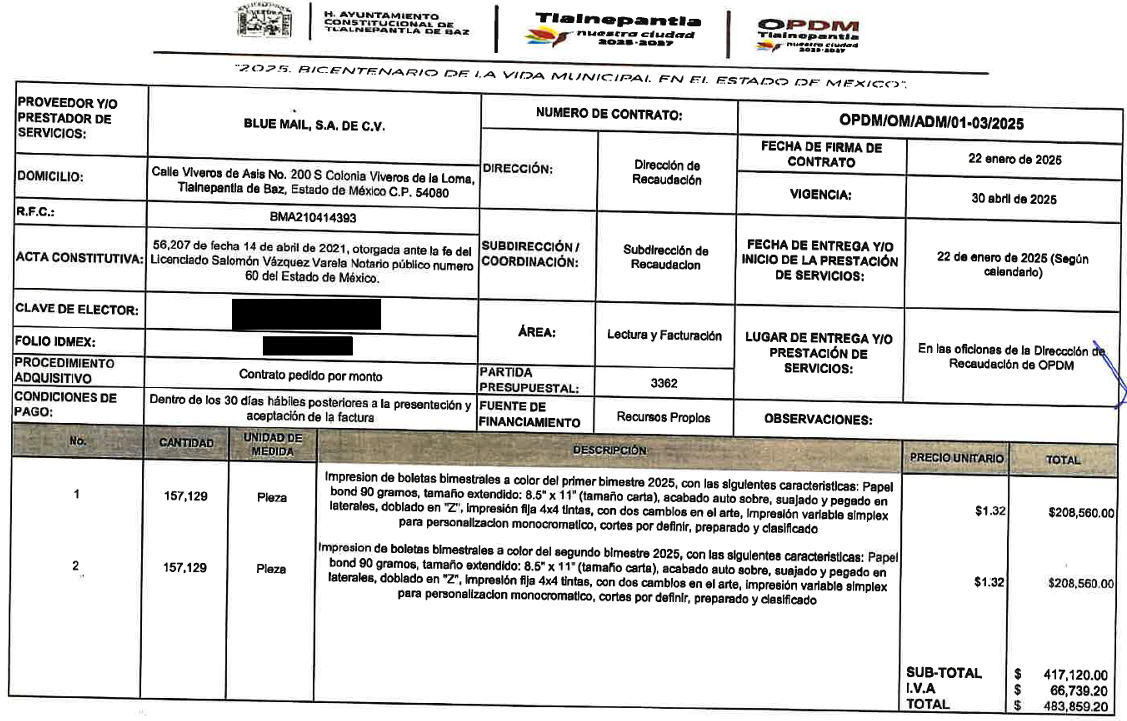 H. AYUNTAMIENTO
CONSTITUCIONAL DE
TLALNEPANTLA DE BAZ
Tlalnepantla
nuestra ciudad
2025-2027
OPDM
Tlalnepantla
nuestra ciudad
2025-2027
"2025. BICENTENARIO DE LA VIDA MUNICIPAL EN EL ESTADO DE MÉXICO".
PROVEEDOR Y/O
PRESTADOR DE
SERVICIOS:
BLUE MAIL, S.A. DE C.V.
NUMERO DE CONTRATO:
OPDM/OM/ADM/01-03/2025
DOMICILIO:
Calle Viveros de Asis No. 200 S Colonia Viveros de la Loma,
Tlalnepantla de Baz, Estado de México C.P. 54080
DIRECCIÓN:
Dirección de
Recaudación
FECHA DE FIRMA DE
CONTRATO
22 enero de 2025
VIGENCIA:
30 abril de 2025
R.F.C.:
BMA210414393
ACTA CONSTITUTIVA:
56,207 de fecha 14 de abril de 2021, otorgada ante la fe del
Licenciado Salomón Vázquez Varela Notario público numero
60 del Estado de México.
SUBDIRECCIÓN /
COORDINACIÓN:
Subdirección de
Recaudacion
FECHA DE ENTREGA Y/O
INICIO DE LA PRESTACIÓN
DE SERVICIOS:
22 de enero de 2025 (Según
calendario)
CLAVE DE ELECTOR:
FOLIO IDMEX:
ÁREA:
Lectura y Facturación
LUGAR DE ENTREGA Y/O
PRESTACIÓN DE
SERVICIOS:
En las oficionas de la Direccción de
Recaudación de OPDM
PROCEDIMIENTO
ADQUISITIVO
Contrato pedido por monto
PARTIDA
PRESUPUESTAL:
3362
CONDICIONES DE
PAGO:
Dentro de los 30 días hábiles posteriores a la presentación y
aceptación de la factura
FUENTE DE
FINANCIAMIENTO
Recursos Propios
OBSERVACIONES:
No. CANTIDAD UNIDAD DE MEDIDA DESCRIPCIÓN PRECIO UNITARIO TOTAL
1
157,129
Pieza
Impresion de boletas bimestrales a color del primer bimestre 2025, con las siguientes caracteristicas: Papel
bond 90 gramos, tamaño extendido: 8.5" x 11" (tamaño carta), acabado auto sobre, suajado y pegado en
laterales, doblado en "Z", impresión fija 4x4 tintas, con dos cambios en el arte, impresión variable simplex
para personalizacion monocromatico, cortes por definir, preparado y clasificado
$1.32
$208,560.00
2
157,129
Pieza
Impresion de boletas bimestrales a color del segundo bimestre 2025, con las siguientes caracteristicas: Papel
bond 90 gramos, tamaño extendido: 8.5" x 11" (tamaño carta), acabado auto sobre, suajado y pegado en
laterales, doblado en "Z", impresión fija 4x4 tintas, con dos cambios en el arte, impresión variable simplex
para personalizacion monocromatico, cortes por definir, preparado y clasificado
$1.32
$208,560.00
SUB-TOTAL $ 417,120.00
I.V.A $ 66,739.20
TOTAL $ 483,859.20